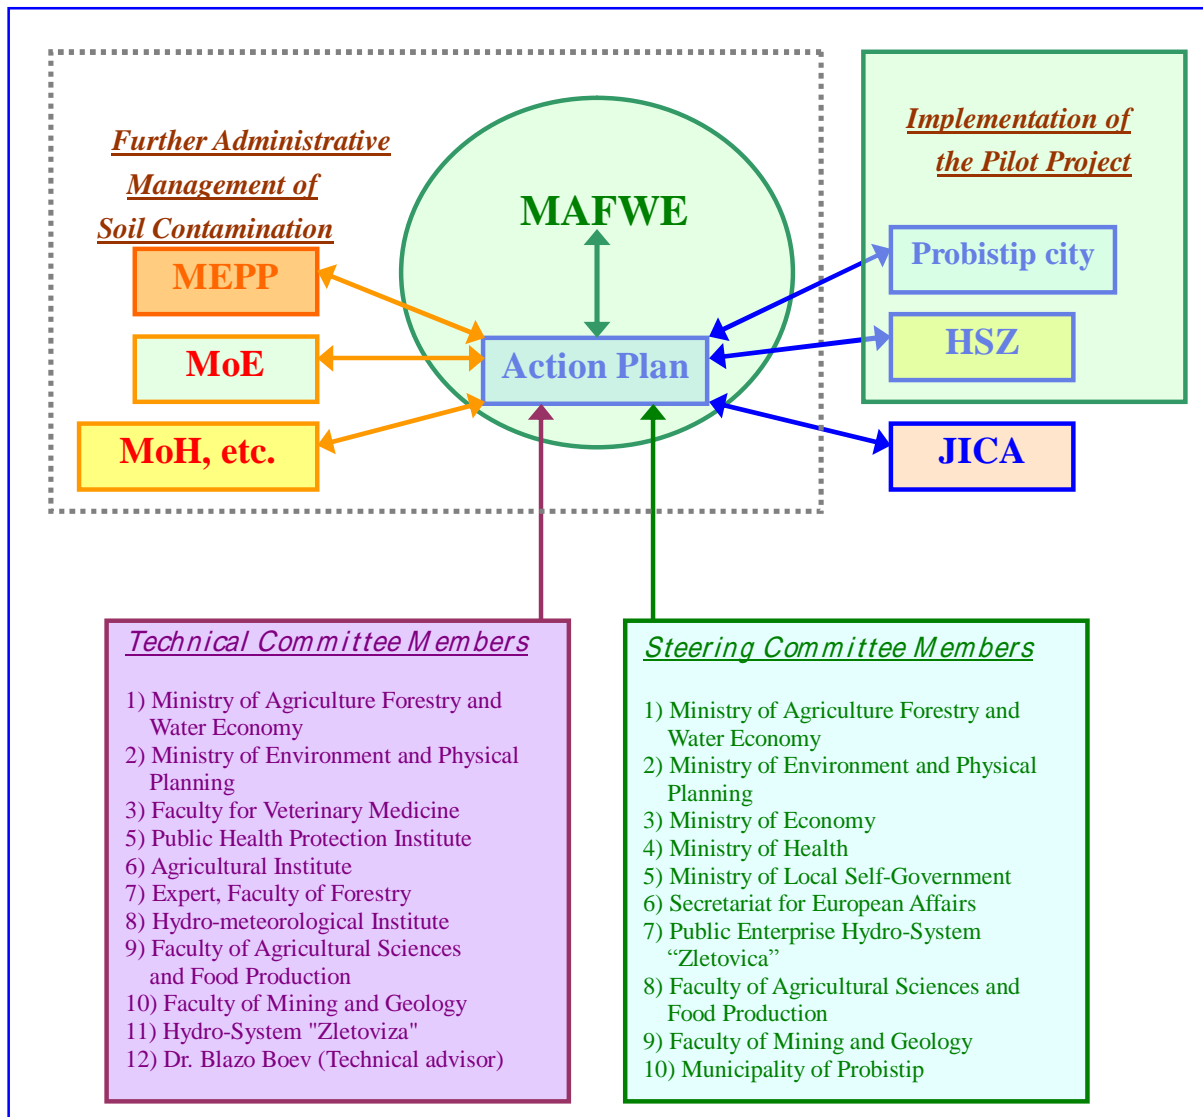 Further Administrative
Management of
Soil Contamination
MEPP
MoE
MoH, etc.
MAFWE
Action Plan
Implementation of
the Pilot Project
Probistip city
HSZ
JICA
Technical Committee Members
1) Ministry of Agriculture Forestry and
Water Economy
2) Ministry of Environment and Physical
Planning
3) Faculty for Veterinary Medicine
5) Public Health Protection Institute
6) Agricultural Institute
7) Expert, Faculty of Forestry
8) Hydro-meteorological Institute
9) Faculty of Agricultural Sciences
and Food Production
10) Faculty of Mining and Geology
11) Hydro-System "Zletoviza"
12) Dr. Blazo Boev (Technical advisor)
Steering Committee Members
1) Ministry of Agriculture Forestry and
Water Economy
2) Ministry of Environment and Physical
Planning
3) Ministry of Economy
4) Ministry of Health
5) Ministry of Local Self-Government
6) Secretariat for European Affairs
7) Public Enterprise Hydro-System
“Zletovica”
8) Faculty of Agricultural Sciences and
Food Production
9) Faculty of Mining and Geology
10) Municipality of Probistip